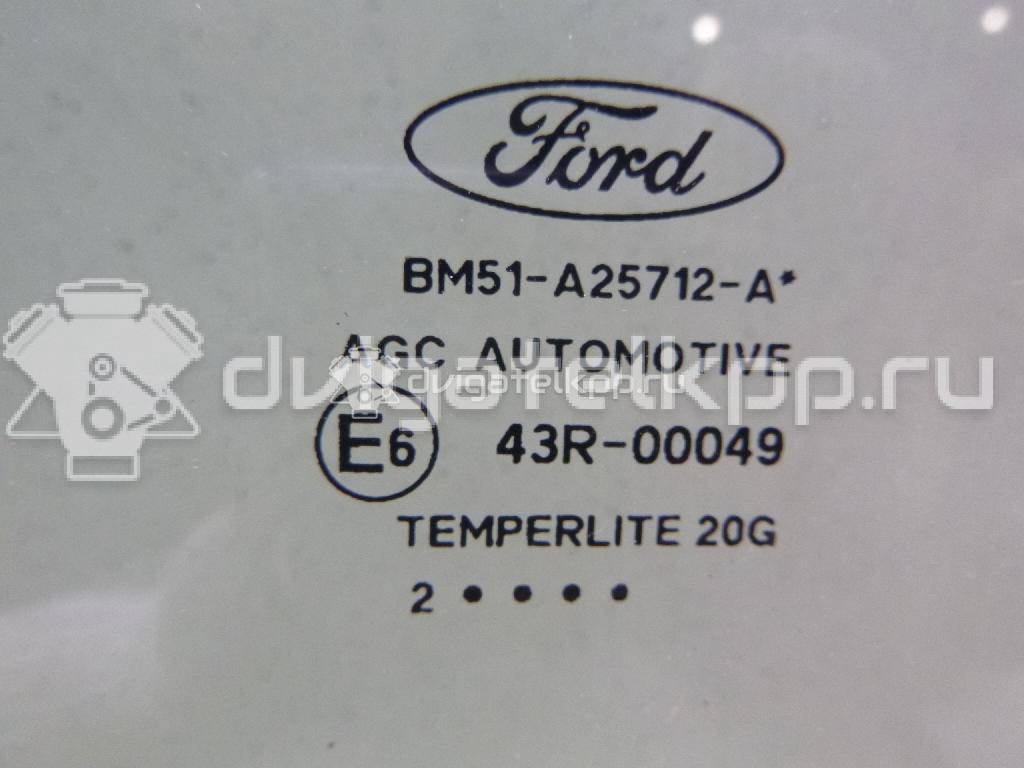 Ford
BM51-A25712-A*
AGC AUTOMOTIVE
dvigatelkpp.ru
dvigatelkpp.ru
E6 43R-00049
TEMPERLITE 20G
2 • • • •